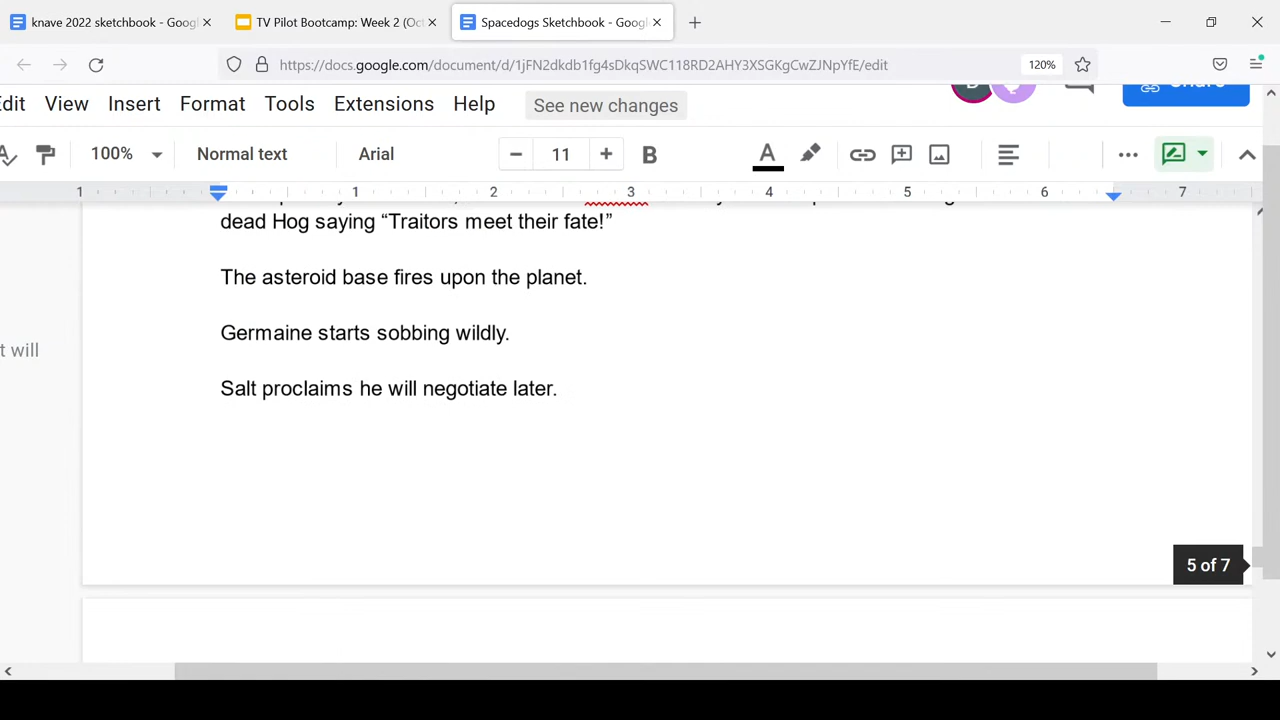 knave 2022 sketchbook - Googl
TV Pilot Bootcamp: Week 2 (Oct
Spacedogs Sketchbook - Googl
https://docs.google.com/document/d/1jFN2dkdb1fg4sDkqSWC118RD2AHY3XSGKgCwZJNpYfE/edit
120%
Edit View Insert Format Tools Extensions Help See new changes
100% Normal text Arial 11 B A
1 1 2 3 4 5 6 7
dead Hog saying “Traitors meet their fate!”
The asteroid base fires upon the planet.
Germaine starts sobbing wildly.
t will
Salt proclaims he will negotiate later.
5 of 7